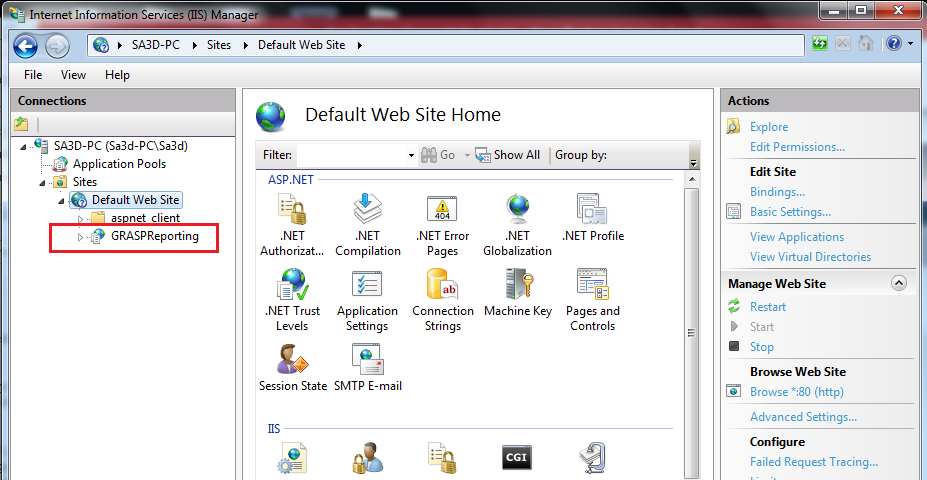 Internet Information Services (IIS) Manager
SA3D-PC Sites Default Web Site
File View Help
Connections
SA3D-PC (Sa3d-PC\Sa3d)
Application Pools
Sites
Default Web Site
aspnet_client
GRASPReporting
Default Web Site Home
Filter: Go Show All Group by:
ASP.NET
.NET Authorizat...
.NET Compilation
404
.NET Error Pages
.NET Globalization
.NET Profile
.NET Trust Levels
Application Settings
ab
Connection Strings
Machine Key
Pages and Controls
Session State
SMTP E-mail
IIS
CGI
Actions
Explore
Edit Permissions...
Edit Site
Bindings...
Basic Settings...
View Applications
View Virtual Directories
Manage Web Site
Restart
Start
Stop
Browse Web Site
Browse *:80 (http)
Advanced Settings...
Configure
Failed Request Tracing...